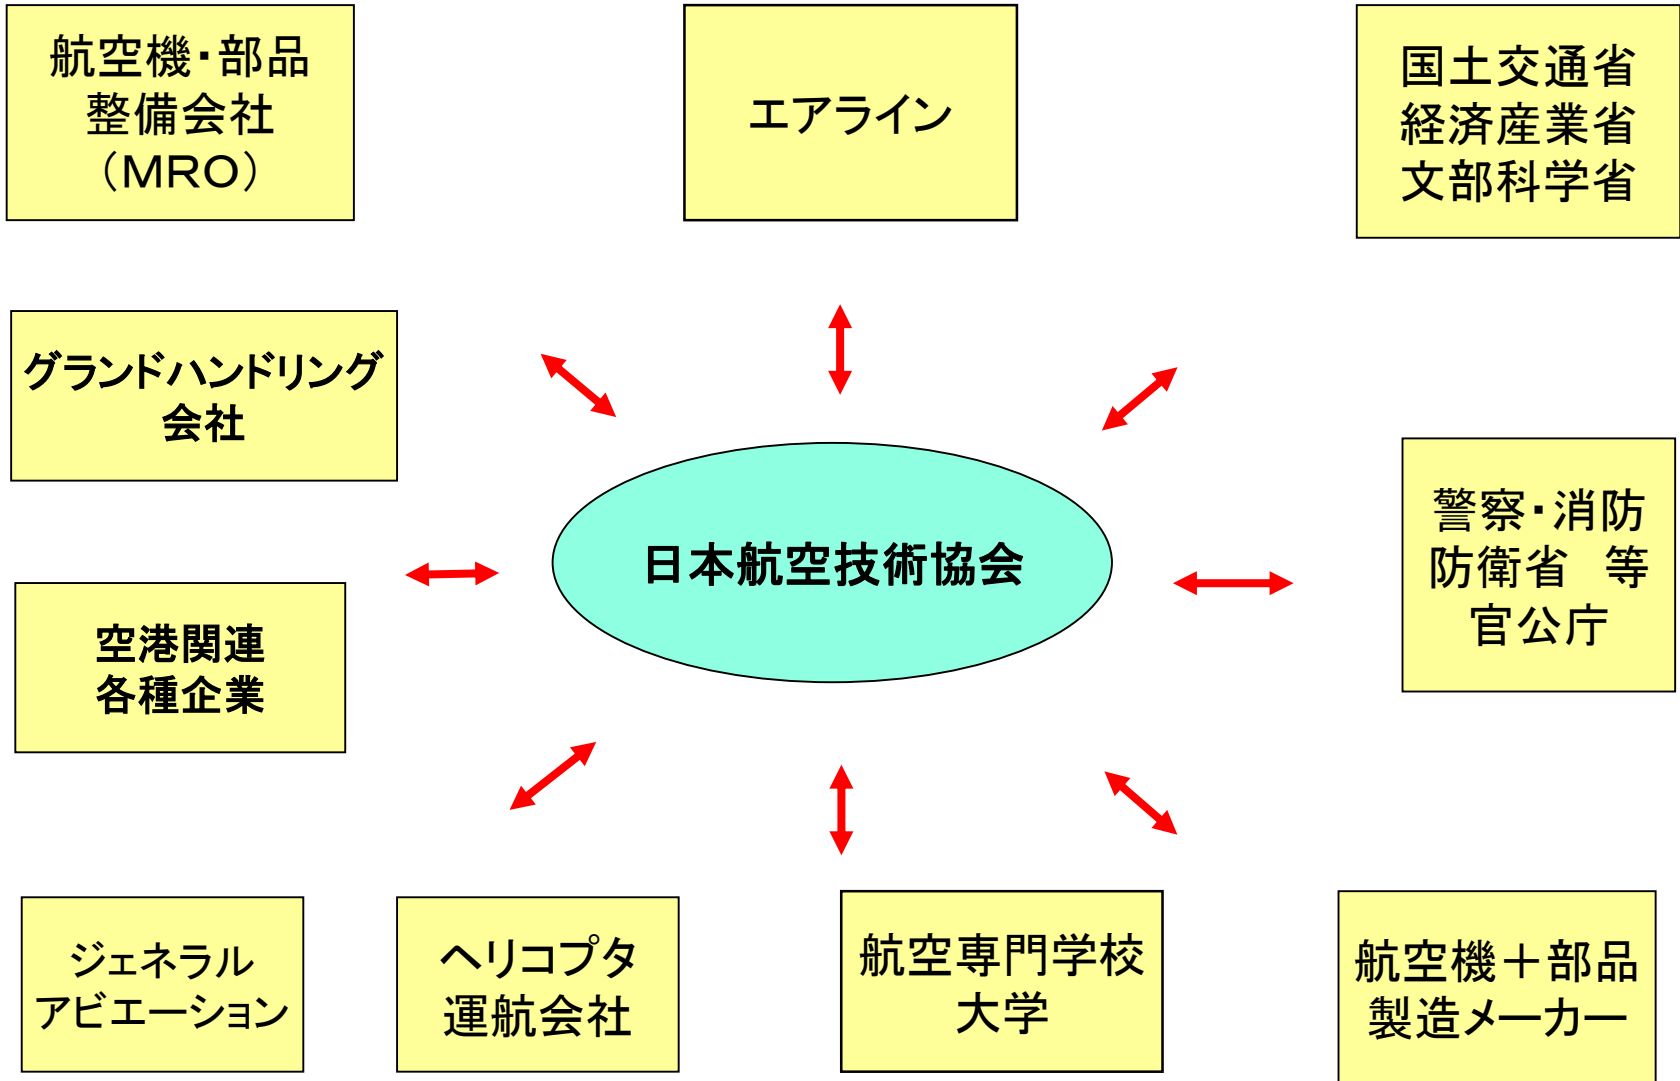 航空機・部品
整備会社
（ＭＲＯ）
エアライン
国土交通省
経済産業省
文部科学省
グランドハンドリング
会社
日本航空技術協会
警察・消防
防衛省　等
官公庁
空港関連
各種企業
ジェネラル
アビエーション
ヘリコプタ
運航会社
航空専門学校
大学
航空機＋部品
製造メーカー